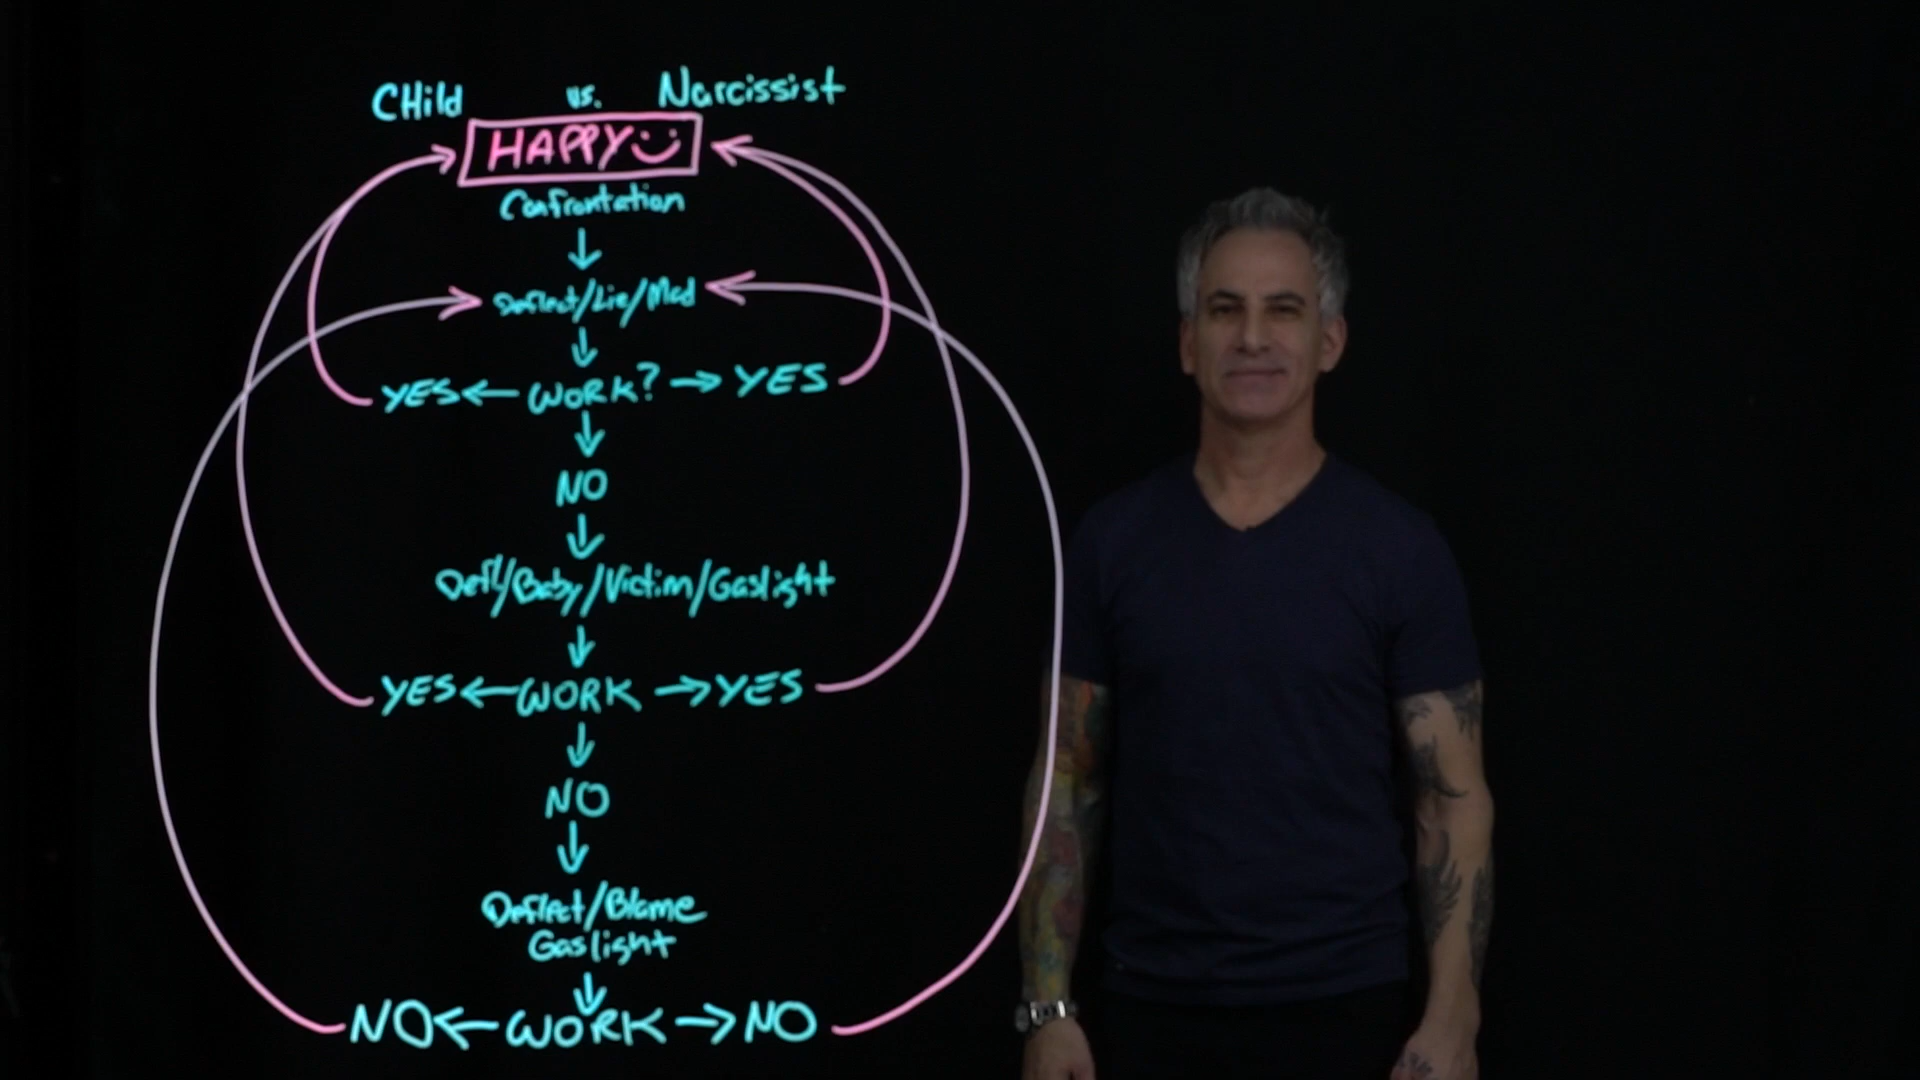 CHild vs. Narcissist
HAPPY
Confrontation
Deflect/Lie/Mad
YES WORK? YES
NO
Defl/Baby/Victim/Gaslight
YES WORK YES
NO
Deflect/Blame
Gaslight
NO WORK NO